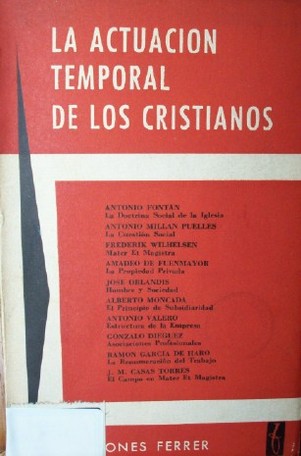 LA ACTUACION
TEMPORAL
DE LOS CRISTIANOS
ANTONIO FONTAN
La Doctrina Social de la Iglesia
ANTONIO MILLAN PUELLES
La Cuestión Social
FREDERIK WILHELSEN
Mater Et Magistra
AMADEO DE FUENMAYOR
La Propiedad Privada
JOSE ORLANDIS
Hombre y Sociedad
ALBERTO MONCADA
El Principio de Subsidiaridad
ANTONIO VALERO
Estructura de la Empresa
GONZALO DIEGUEZ
Asociaciones Profesionales
RAMON GARCIA DE HARO
La Remuneración del Trabajo
J. M. CASAS TORRES
El Campo en Mater Et Magistra
IONES FERRER